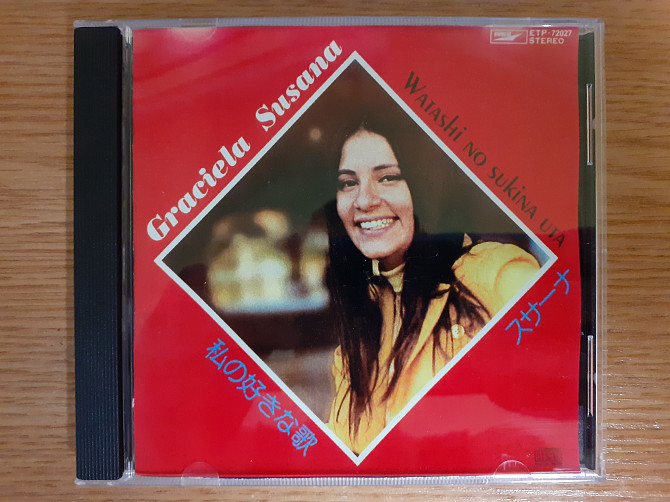 ETP-72027
STEREO
Graciela Susana
WATASHI NO SUKINA UTA
スサーナ
私の好きな歌